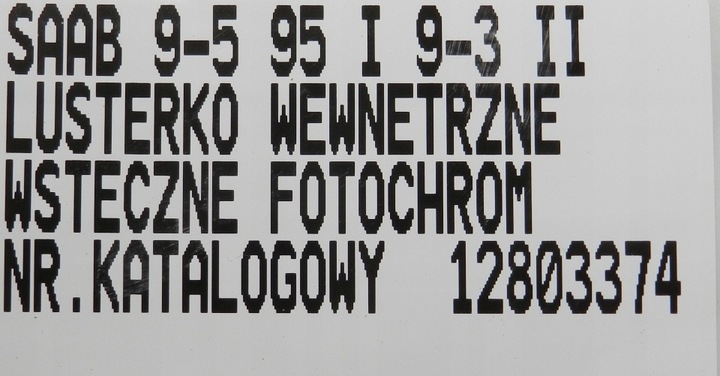 SAAB 9-5 95 I 9-3 II
LUSTERKO WEWNETRZNE
WSTECZNE FOTOCHROM
NR.KATALOGOWY 12803374